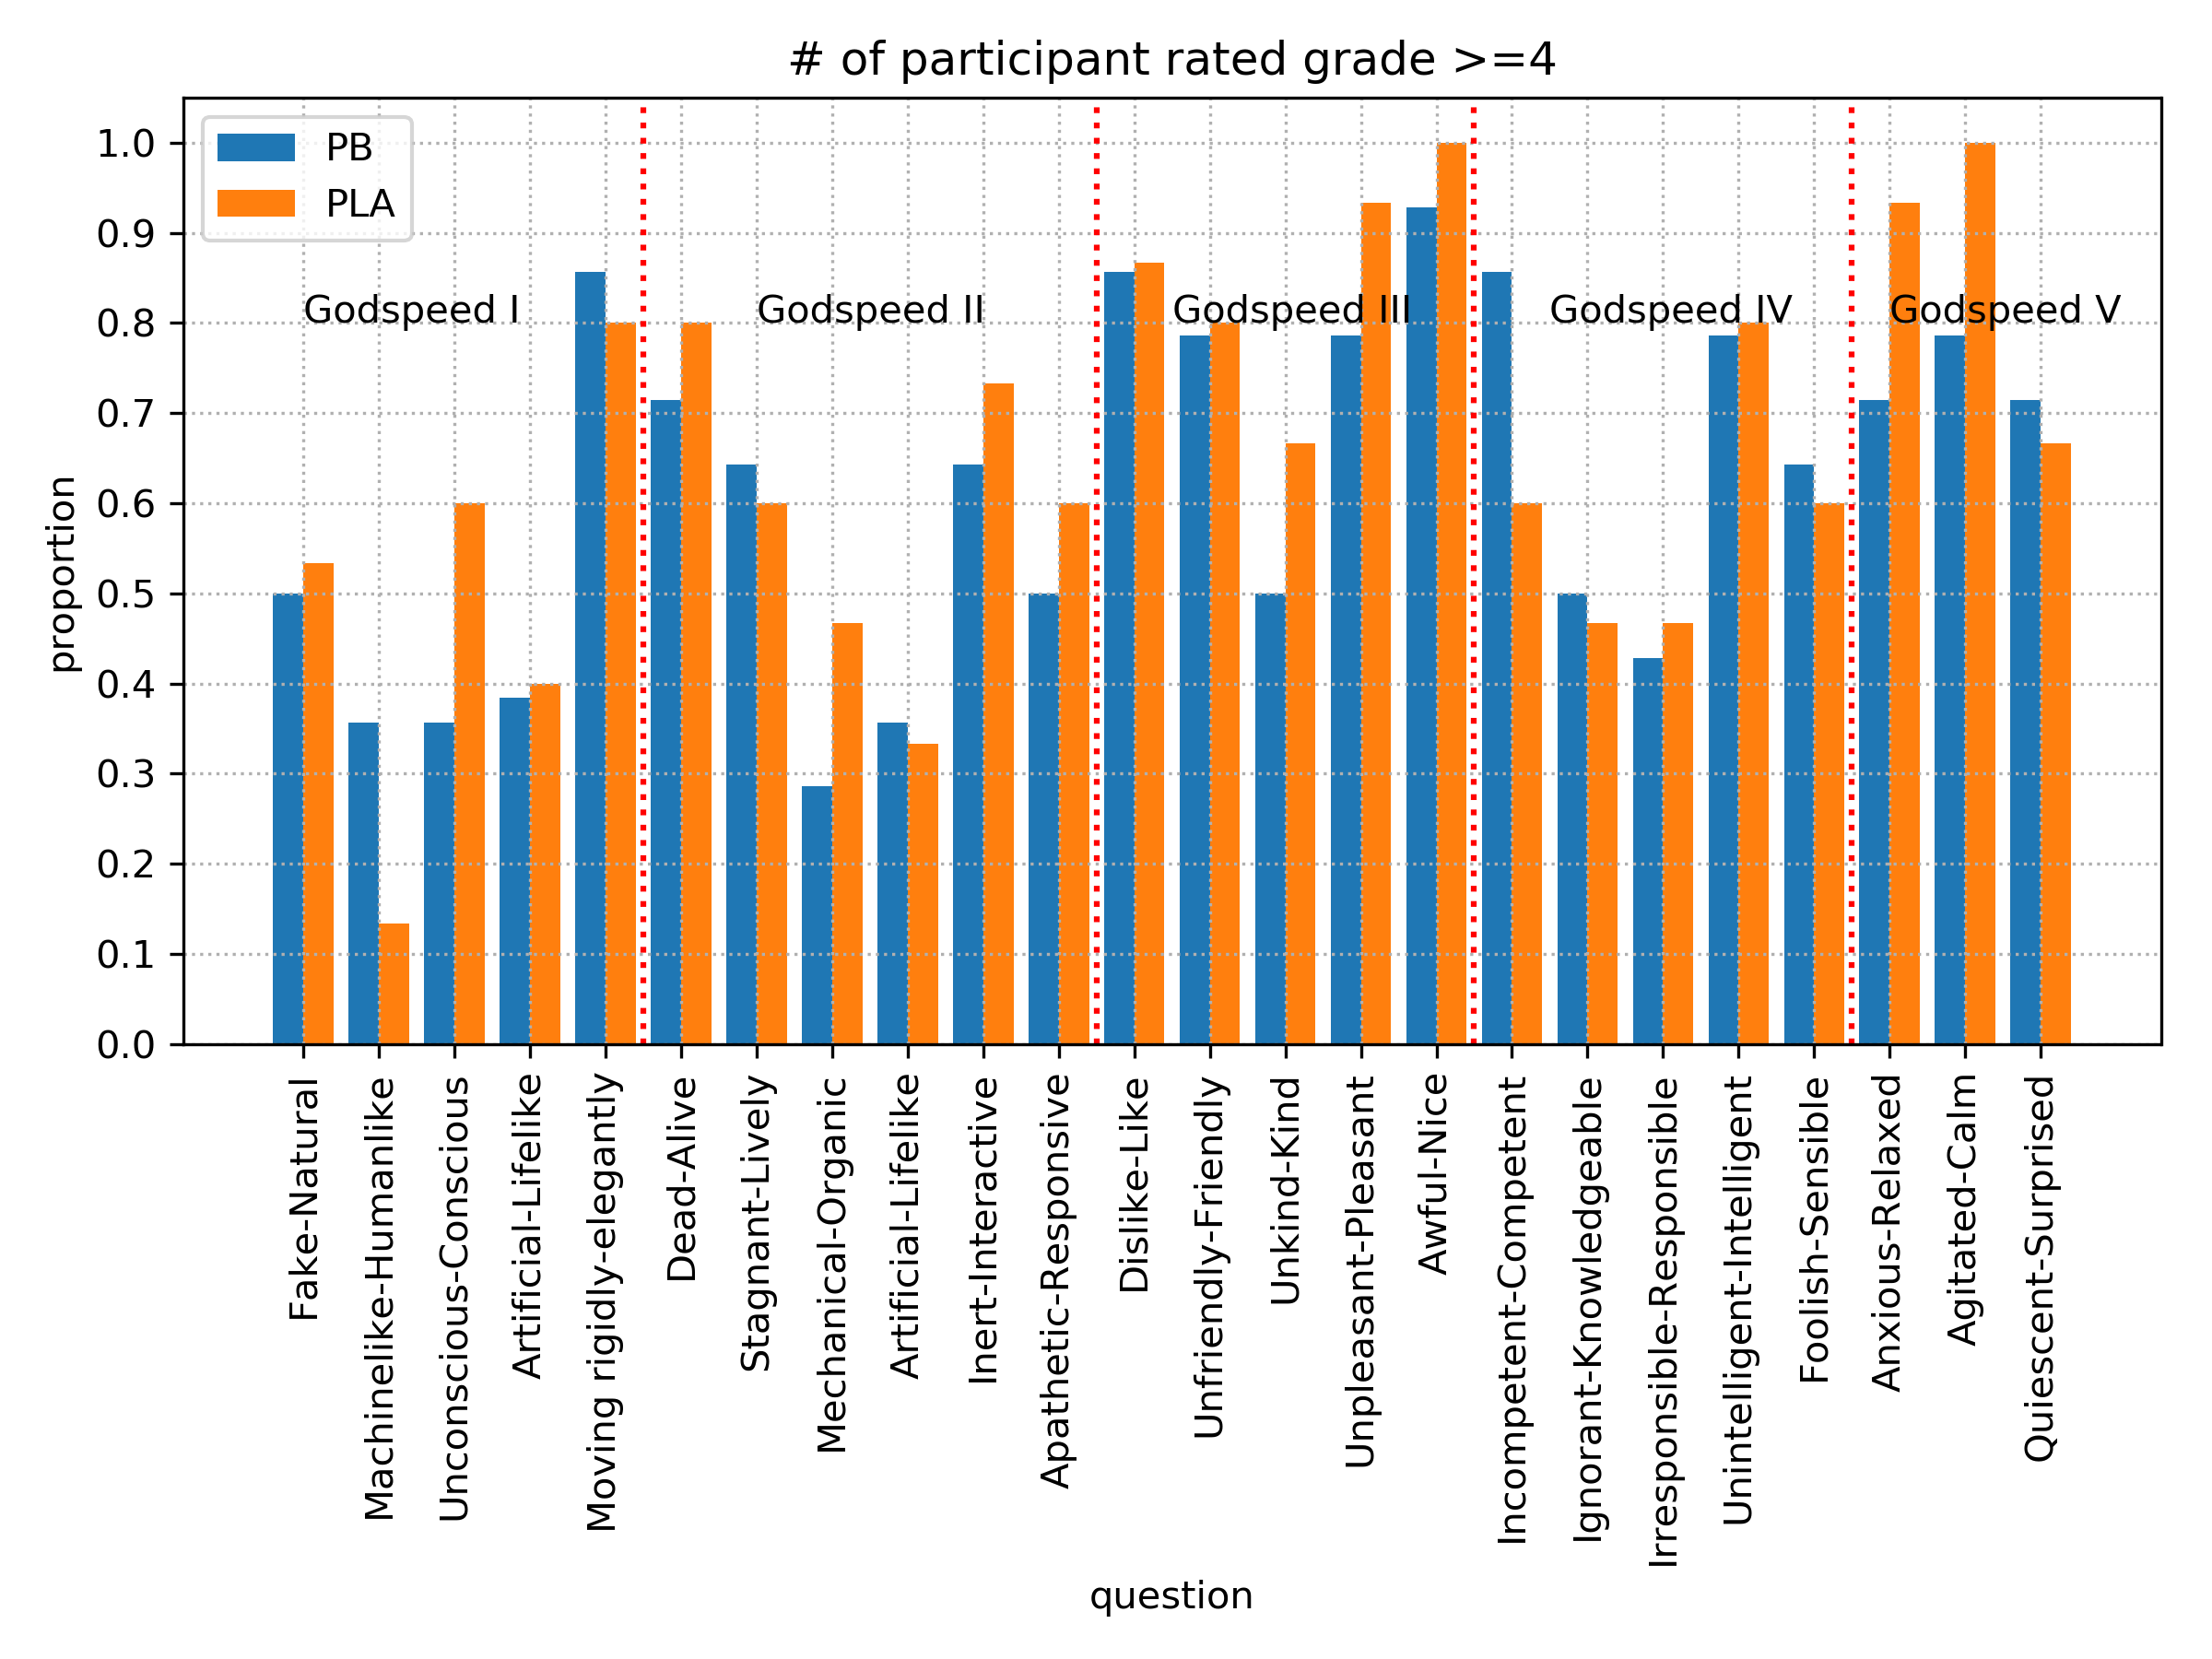 # of participant rated grade >=4
PB
PLA
1.0
0.9
0.8
0.7
0.6
0.5
0.4
0.3
0.2
0.1
0.0
proportion
Godspeed I
Godspeed II
Godspeed III
Godspeed IV
Godspeed V
Fake-Natural
Machinelike-Humanlike
Unconscious-Conscious
Artificial-Lifelike
Moving rigidly-elegantly
Dead-Alive
Stagnant-Lively
Mechanical-Organic
Artificial-Lifelike
Inert-Interactive
Apathetic-Responsive
Dislike-Like
Unfriendly-Friendly
Unkind-Kind
Unpleasant-Pleasant
Awful-Nice
Incompetent-Competent
Ignorant-Knowledgeable
Irresponsible-Responsible
Unintelligent-Intelligent
Foolish-Sensible
Anxious-Relaxed
Agitated-Calm
Quiescent-Surprised
question